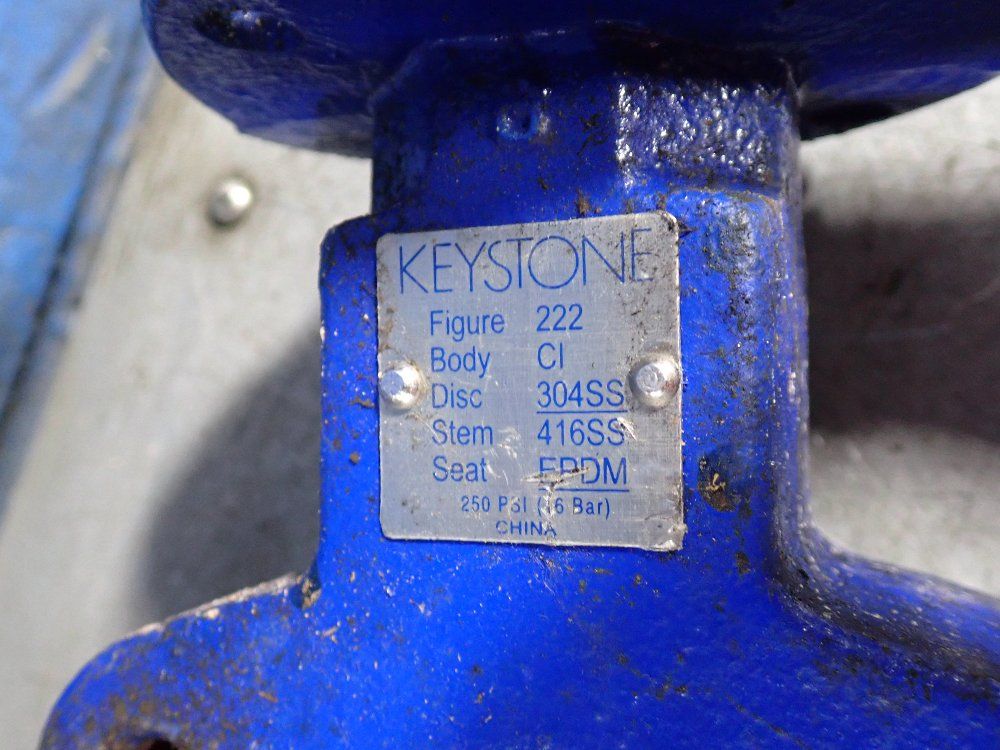 KEYSTONE
Figure 222
Body CI
Disc 304SS
Stem 416SS
Seat EPDM
250 PSI (16 Bar)
CHINA